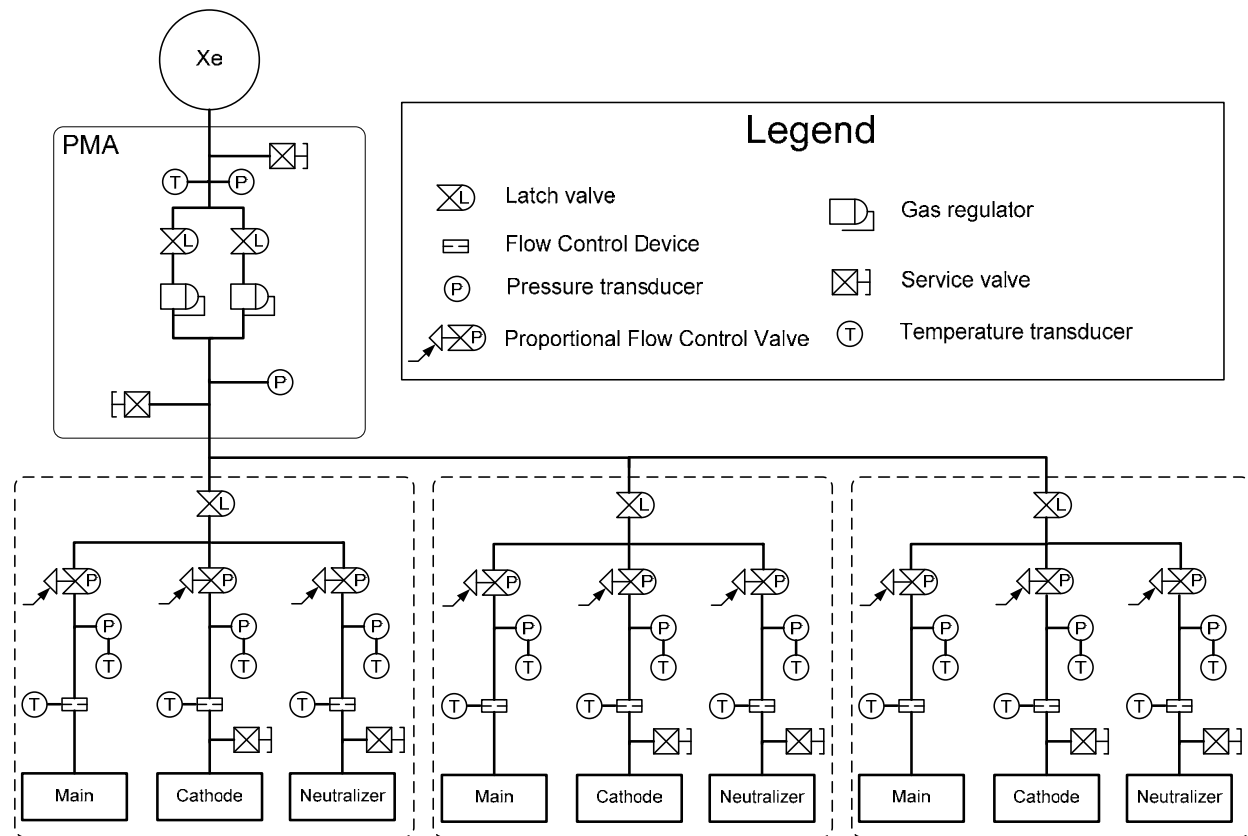 Xe
PMA
Legend
L Latch valve
Flow Control Device
P Pressure transducer
P Proportional Flow Control Valve
Gas regulator
Service valve
T Temperature transducer
T P
L L
P
L L L
P P P P P P P P P
P P P P P P P P P
T T T T T T T T T
T T T T T T T T T
Main Cathode Neutralizer Main Cathode Neutralizer Main Cathode Neutralizer